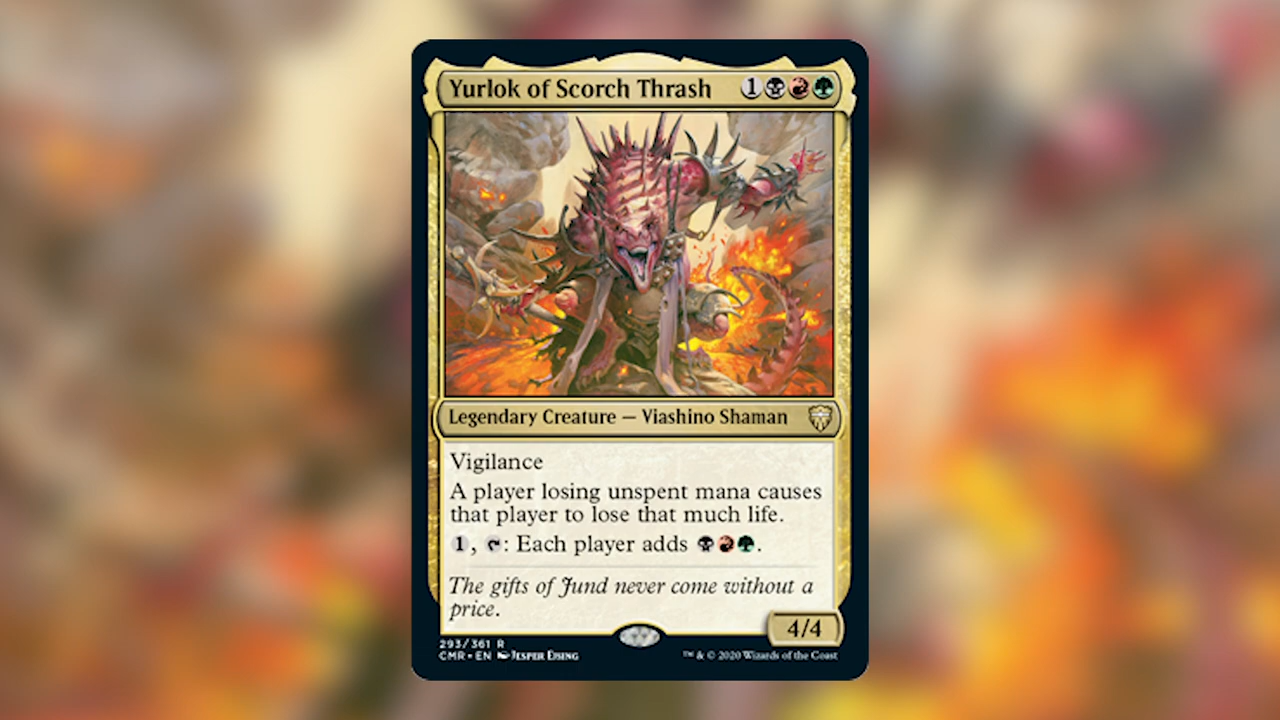 Yurlok of Scorch Thrash 1
Legendary Creature — Viashino Shaman
Vigilance
A player losing unspent mana causes
that player to lose that much life.
1, : Each player adds .
The gifts of Jund never come without a
price.
4/4
293/361 R
CMR • EN Jesper Ejsing
™ & © 2020 Wizards of the Coast